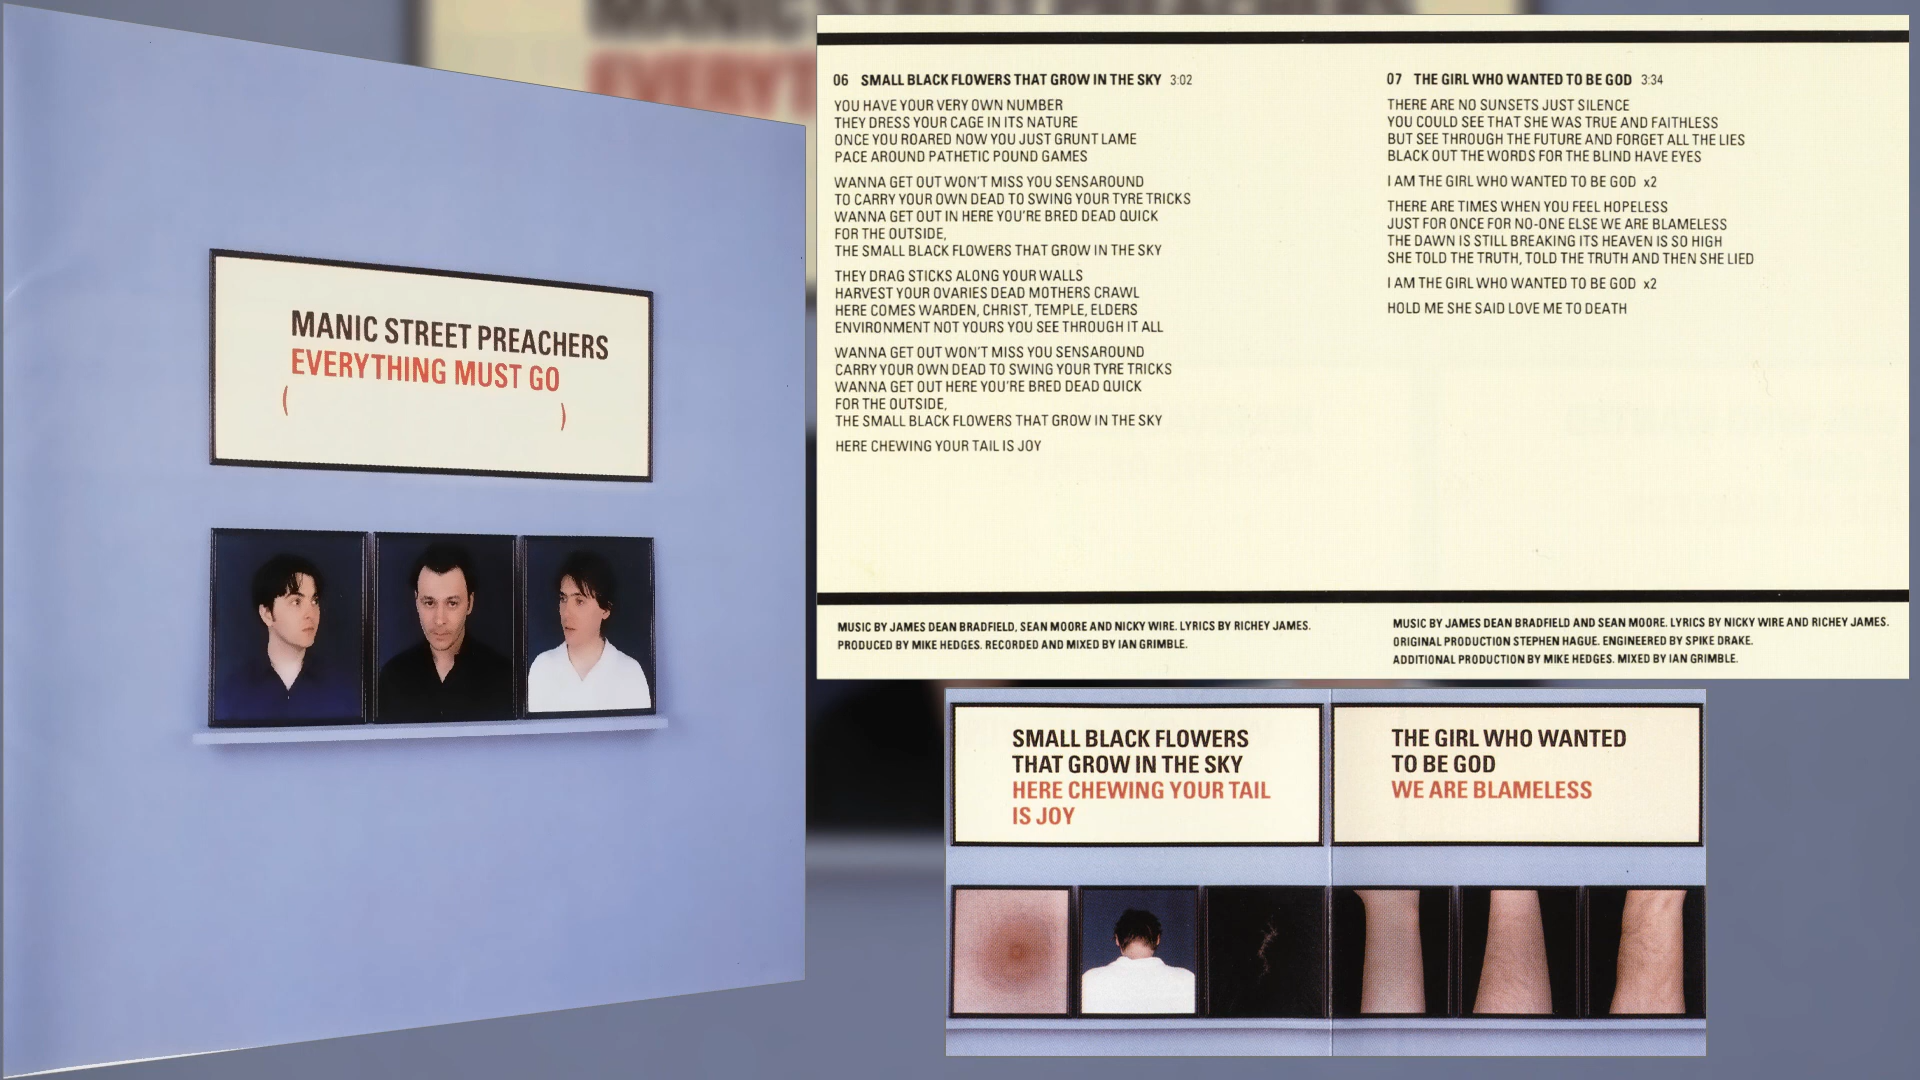 MANIC STREET PREACHERS
EVERYTHING MUST GO
( )
06 SMALL BLACK FLOWERS THAT GROW IN THE SKY 3:02
YOU HAVE YOUR VERY OWN NUMBER
THEY DRESS YOUR CAGE IN ITS NATURE
ONCE YOU ROARED NOW YOU JUST GRUNT LAME
PACE AROUND PATHETIC POUND GAMES
WANNA GET OUT WON'T MISS YOU SENSAROUND
TO CARRY YOUR OWN DEAD TO SWING YOUR TYRE TRICKS
WANNA GET OUT IN HERE YOU'RE BRED DEAD QUICK
FOR THE OUTSIDE,
THE SMALL BLACK FLOWERS THAT GROW IN THE SKY
THEY DRAG STICKS ALONG YOUR WALLS
HARVEST YOUR OVARIES DEAD MOTHERS CRAWL
HERE COMES WARDEN, CHRIST, TEMPLE, ELDERS
ENVIRONMENT NOT YOURS YOU SEE THROUGH IT ALL
WANNA GET OUT WON'T MISS YOU SENSAROUND
CARRY YOUR OWN DEAD TO SWING YOUR TYRE TRICKS
WANNA GET OUT HERE YOU'RE BRED DEAD QUICK
FOR THE OUTSIDE,
THE SMALL BLACK FLOWERS THAT GROW IN THE SKY
HERE CHEWING YOUR TAIL IS JOY
MUSIC BY JAMES DEAN BRADFIELD, SEAN MOORE AND NICKY WIRE. LYRICS BY RICHEY JAMES.
PRODUCED BY MIKE HEDGES. RECORDED AND MIXED BY IAN GRIMBLE.
07 THE GIRL WHO WANTED TO BE GOD 3:34
THERE ARE NO SUNSETS JUST SILENCE
YOU COULD SEE THAT SHE WAS TRUE AND FAITHLESS
BUT SEE THROUGH THE FUTURE AND FORGET ALL THE LIES
BLACK OUT THE WORDS FOR THE BLIND HAVE EYES
I AM THE GIRL WHO WANTED TO BE GOD x2
THERE ARE TIMES WHEN YOU FEEL HOPELESS
JUST FOR ONCE FOR NO-ONE ELSE WE ARE BLAMELESS
THE DAWN IS STILL BREAKING ITS HEAVEN IS SO HIGH
SHE TOLD THE TRUTH, TOLD THE TRUTH AND THEN SHE LIED
I AM THE GIRL WHO WANTED TO BE GOD x2
HOLD ME SHE SAID LOVE ME TO DEATH
MUSIC BY JAMES DEAN BRADFIELD AND SEAN MOORE. LYRICS BY NICKY WIRE AND RICHEY JAMES.
ORIGINAL PRODUCTION STEPHEN HAGUE. ENGINEERED BY SPIKE DRAKE.
ADDITIONAL PRODUCTION BY MIKE HEDGES. MIXED BY IAN GRIMBLE.
SMALL BLACK FLOWERS
THAT GROW IN THE SKY
HERE CHEWING YOUR TAIL
IS JOY
THE GIRL WHO WANTED
TO BE GOD
WE ARE BLAMELESS